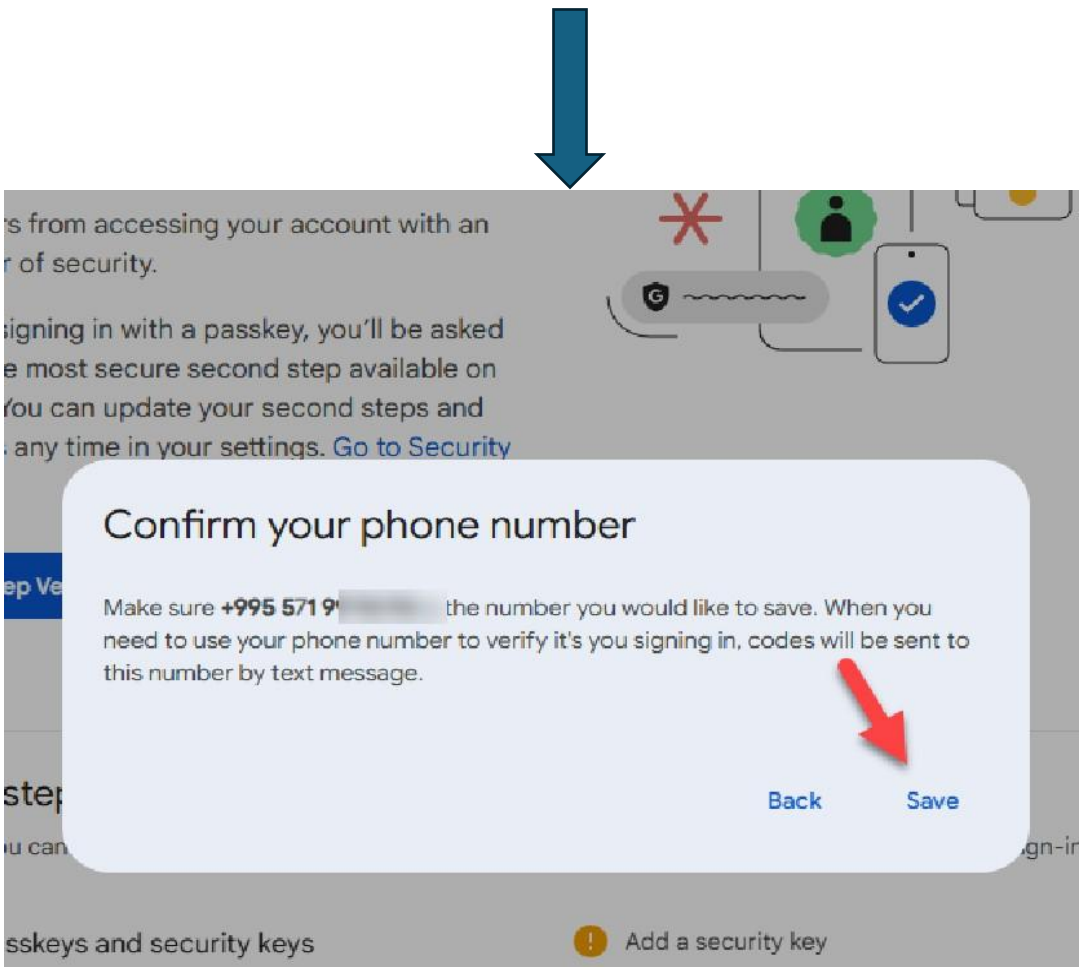 rs from accessing your account with an
r of security.
signing in with a passkey, you'll be asked
e most secure second step available on
You can update your second steps and
any time in your settings. Go to Security
Confirm your phone number
ep Ve
Make sure +995 571 9 the number you would like to save. When you
need to use your phone number to verify it's you signing in, codes will be sent to
this number by text message.
Back Save
step
ou can
ign-in
sskeys and security keys
! Add a security key
G